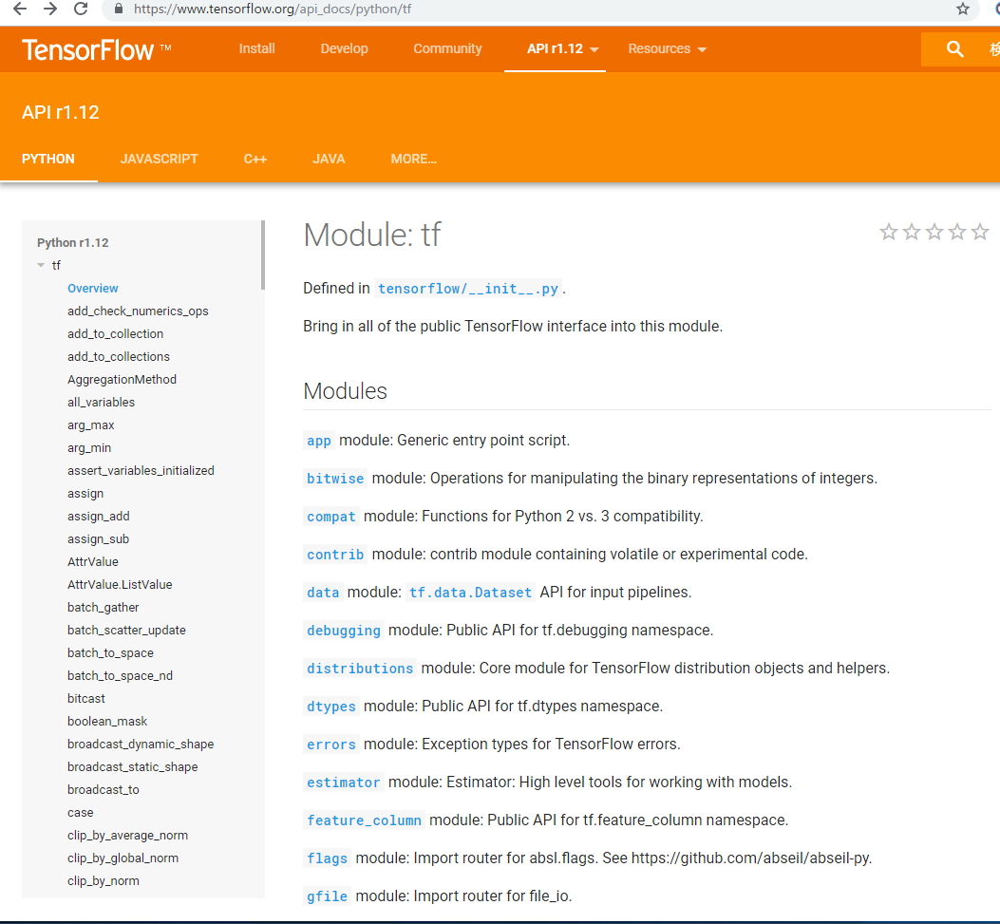 https://www.tensorflow.org/api_docs/python/tf
TensorFlow ™ Install Develop Community API r1.12 Resources 検
API r1.12
PYTHON JAVASCRIPT C++ JAVA MORE...
Python r1.12
tf
Overview
add_check_numerics_ops
add_to_collection
add_to_collections
AggregationMethod
all_variables
arg_max
arg_min
assert_variables_initialized
assign
assign_add
assign_sub
AttrValue
AttrValue.ListValue
batch_gather
batch_scatter_update
batch_to_space
batch_to_space_nd
bitcast
boolean_mask
broadcast_dynamic_shape
broadcast_static_shape
broadcast_to
case
clip_by_average_norm
clip_by_global_norm
clip_by_norm
Module: tf
Defined in tensorflow/__init__.py.
Bring in all of the public TensorFlow interface into this module.
Modules
app module: Generic entry point script.
bitwise module: Operations for manipulating the binary representations of integers.
compat module: Functions for Python 2 vs. 3 compatibility.
contrib module: contrib module containing volatile or experimental code.
data module: tf.data.Dataset API for input pipelines.
debugging module: Public API for tf.debugging namespace.
distributions module: Core module for TensorFlow distribution objects and helpers.
dtypes module: Public API for tf.dtypes namespace.
errors module: Exception types for TensorFlow errors.
estimator module: Estimator: High level tools for working with models.
feature_column module: Public API for tf.feature_column namespace.
flags module: Import router for absl.flags. See https://github.com/abseil/abseil-py.
gfile module: Import router for file_io.